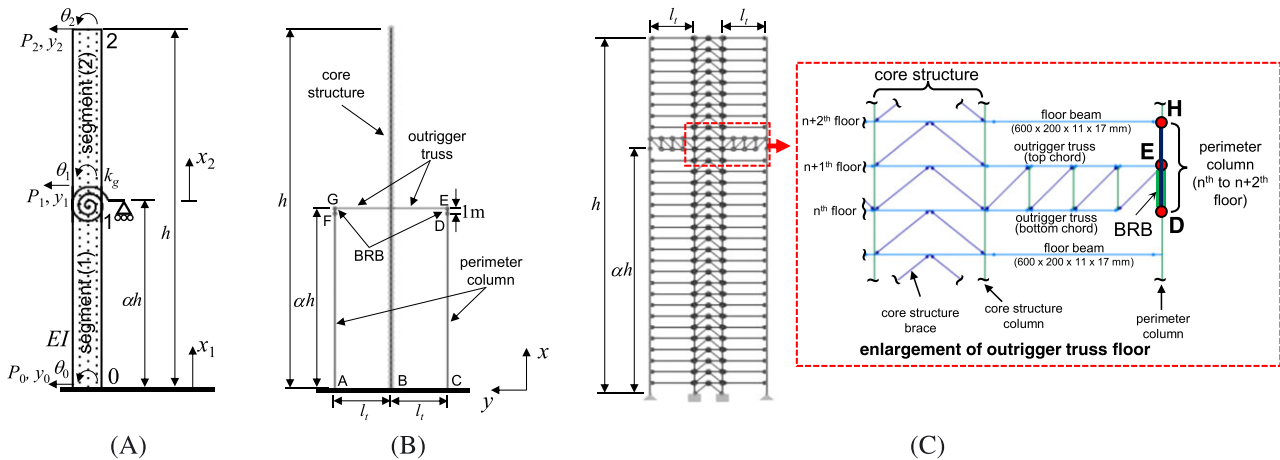 θ2
P2, y2
2
segment (2)
θ1
kg
x2
P1, y1
1
h
segment (1)
αh
EI
x1
P0, y0
θ0
0
(A)
h
core
structure
outrigger
truss
G
E
F
D
1m
BRB
perimeter
column
αh
A
B
C
lt
lt
x
y
(B)
lt
lt
h
αh
core structure
H
n+2th floor
floor beam
(600 x 200 x 11 x 17 mm)
outrigger truss
(top chord)
n+1th floor
E
perimeter
column
(nth to n+2th
floor)
nth floor
outrigger truss
(bottom chord)
BRB
D
floor beam
(600 x 200 x 11 x 17 mm)
core structure
brace
core structure
column
perimeter
column
enlargement of outrigger truss floor
(C)